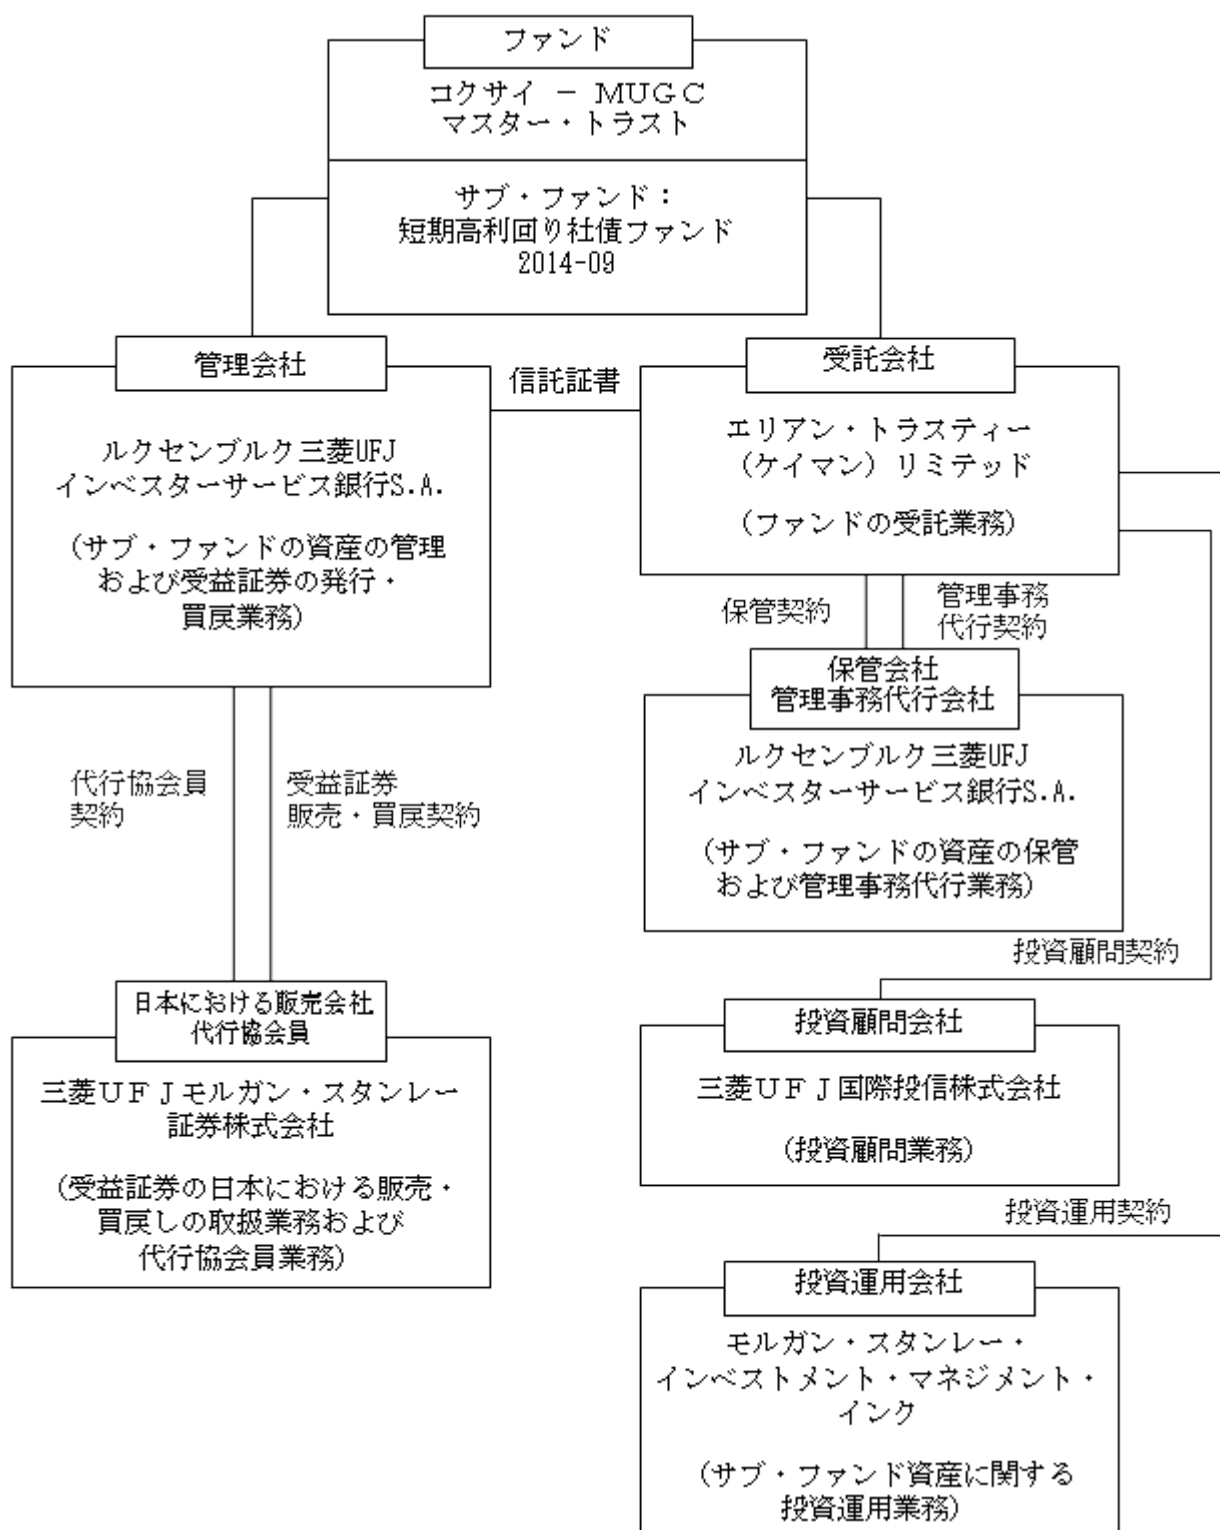 ファンド
コクサイ － ＭＵＧＣ
マスター・トラスト
サブ・ファンド：
短期高利回り社債ファンド
2014-09
管理会社
ルクセンブルク三菱UFJ
インベスターサービス銀行S.A.
（サブ・ファンドの資産の管理
および受益証券の発行・
買戻業務）
信託証書
受託会社
エリアン・トラスティー
（ケイマン）リミテッド
（ファンドの受託業務）
保管契約
管理事務
代行契約
保管会社
管理事務代行会社
ルクセンブルク三菱UFJ
インベスターサービス銀行S.A.
（サブ・ファンドの資産の保管
および管理事務代行業務）
代行協会員
契約
受益証券
販売・買戻契約
日本における販売会社
代行協会員
三菱ＵＦＪモルガン・スタンレー
証券株式会社
（受益証券の日本における販売・
買戻しの取扱業務および
代行協会員業務）
投資顧問契約
投資顧問会社
三菱ＵＦＪ国際投信株式会社
（投資顧問業務）
投資運用契約
投資運用会社
モルガン・スタンレー・
インベストメント・マネジメント・
インク
（サブ・ファンド資産に関する
投資運用業務）